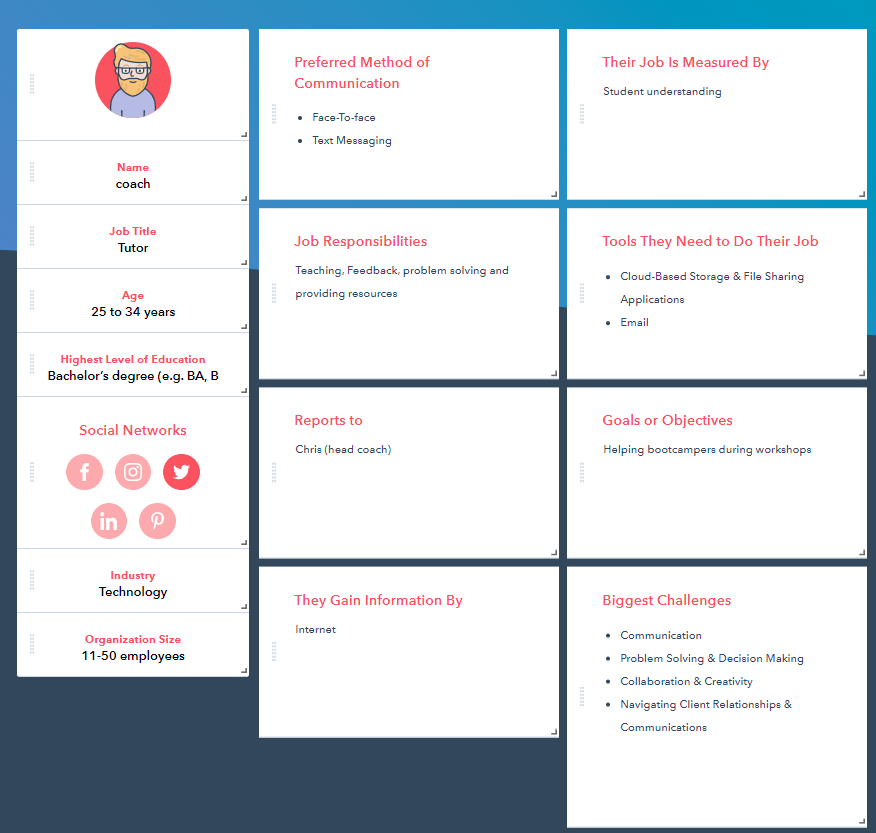 Name
coach
Job Title
Tutor
Age
25 to 34 years
Highest Level of Education
Bachelor's degree (e.g. BA, B
Social Networks
Industry
Technology
Organization Size
11-50 employees
Preferred Method of
Communication
Face-To-face
Text Messaging
Job Responsibilities
Teaching, Feedback, problem solving and
providing resources
Reports to
Chris (head coach)
They Gain Information By
Internet
Their Job Is Measured By
Student understanding
Tools They Need to Do Their Job
Cloud-Based Storage & File Sharing
Applications
Email
Goals or Objectives
Helping bootcampers during workshops
Biggest Challenges
Communication
Problem Solving & Decision Making
Collaboration & Creativity
Navigating Client Relationships &
Communications